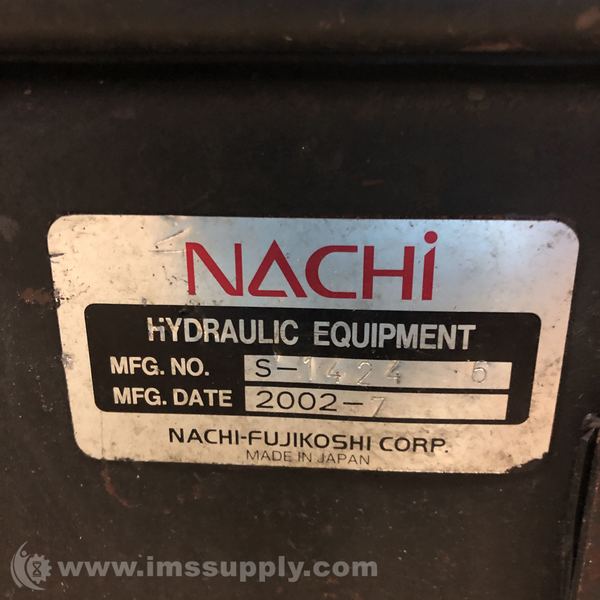 NACHi
HYDRAULIC EQUIPMENT
MFG. NO. S-1424 6
MFG. DATE 2002-7
NACHI-FUJIKOSHI CORP.
MADE IN JAPAN
www.imssupply.com